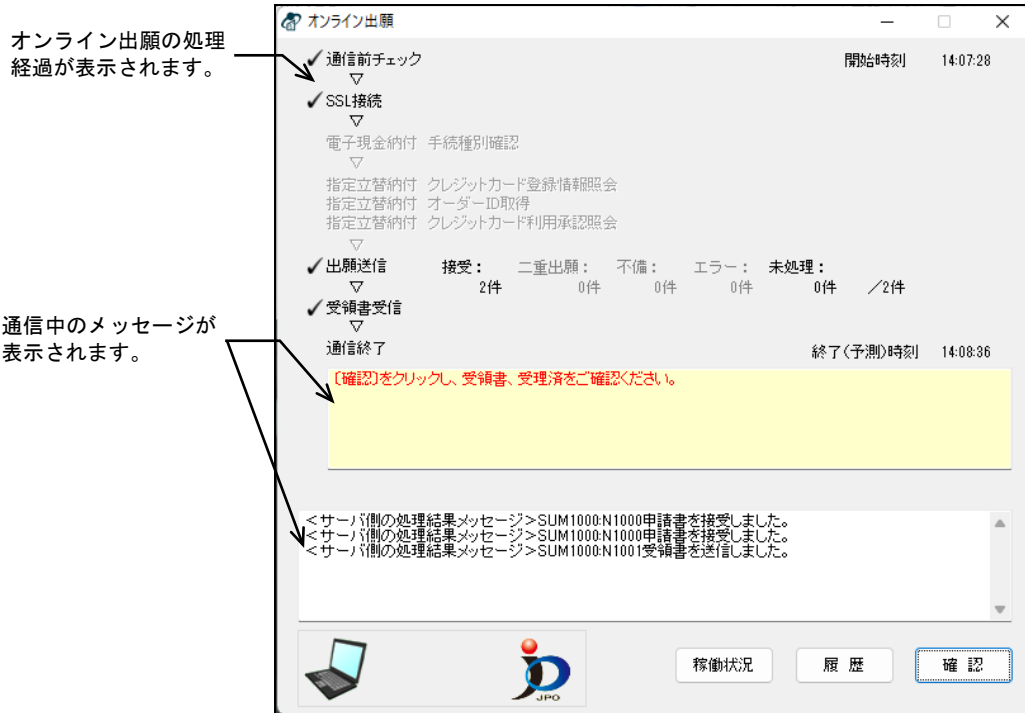 オンライン出願
オンライン出願の処理
経過が表示されます。
✓通信前チェック 開始時刻 14:07:28
▽
✓SSL接続
▽
電子現金納付 手続種別確認
▽
指定立替納付 クレジットカード登録情報照会
指定立替納付 オーダーID取得
指定立替納付 クレジットカード利用承認照会
▽
✓出願送信 接受： 二重出願： 不備： エラー： 未処理：
▽ 2件 0件 0件 0件 0件 ／2件
✓受領書受信
▽
通信中のメッセージが
表示されます。
通信終了 終了(予測)時刻 14:08:36
〔確認〕をクリックし、受領書、受理済をご確認ください。
＜サーバ側の処理結果メッセージ＞SUM1000:N1000申請書を接受しました。
＜サーバ側の処理結果メッセージ＞SUM1000:N1000申請書を接受しました。
＜サーバ側の処理結果メッセージ＞SUM1000:N1001受領書を送信しました。
JPO
稼働状況 履 歴 確 認